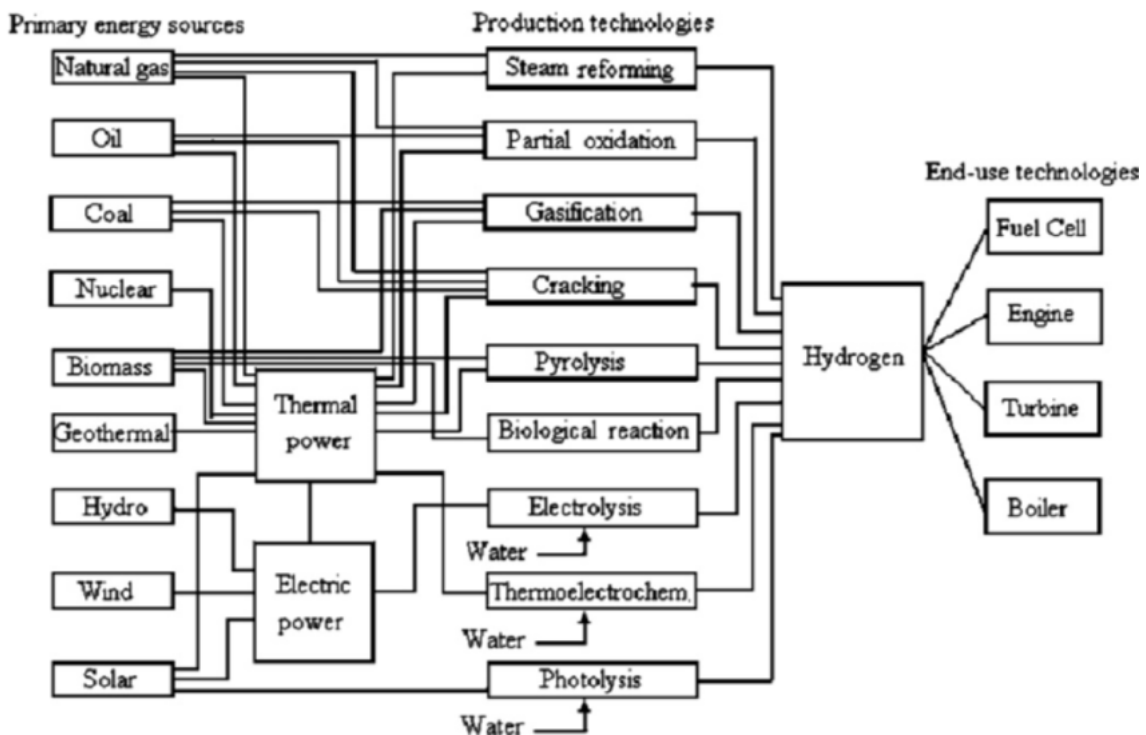 Primary energy sources
Production technologies
Natural gas
Steam reforming
Oil
Partial oxidation
End-use technologies
Coal
Gasification
Fuel Cell
Nuclear
Cracking
Engine
Biomass
Pyrolysis
Hydrogen
Thermal
power
Turbine
Geothermal
Biological reaction
Hydro
Electrolysis
Boiler
Water
Wind
Electric
power
Thermoelectrochem.
Water
Solar
Photolysis
Water